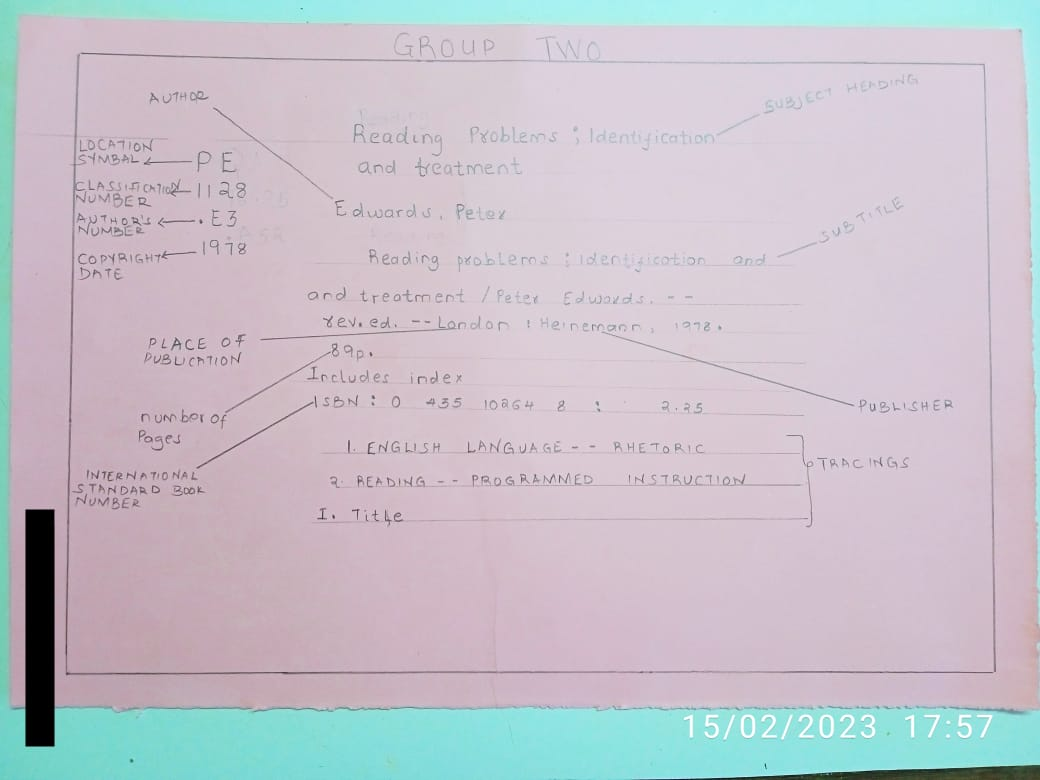 GROUP TWO
AUTHOR
SUBJECT HEADING
Reading Problems : Identification
and treatment
LOCATION
SYMBAL
PE
CLASSIFICATION
NUMBER
1128
AUTHOR'S
NUMBER
.E3
COPYRIGHT
DATE
1978
Edwards, Peter
SUBTITLE
Reading problems : Identification and
and treatment / Peter Edwards. --
rev. ed. -- London : Heinemann, 1978.
PLACE OF
PUBLICATION
89p.
Includes index
ISBN : 0 435 10264 8 : 2.25
PUBLISHER
number of
Pages
1. ENGLISH LANGUAGE -- RHETORIC
TRACINGS
2. READING -- PROGRAMMED INSTRUCTION
INTERNATIONAL
STANDARD BOOK
NUMBER
I. Title
15/02/2023 17:57